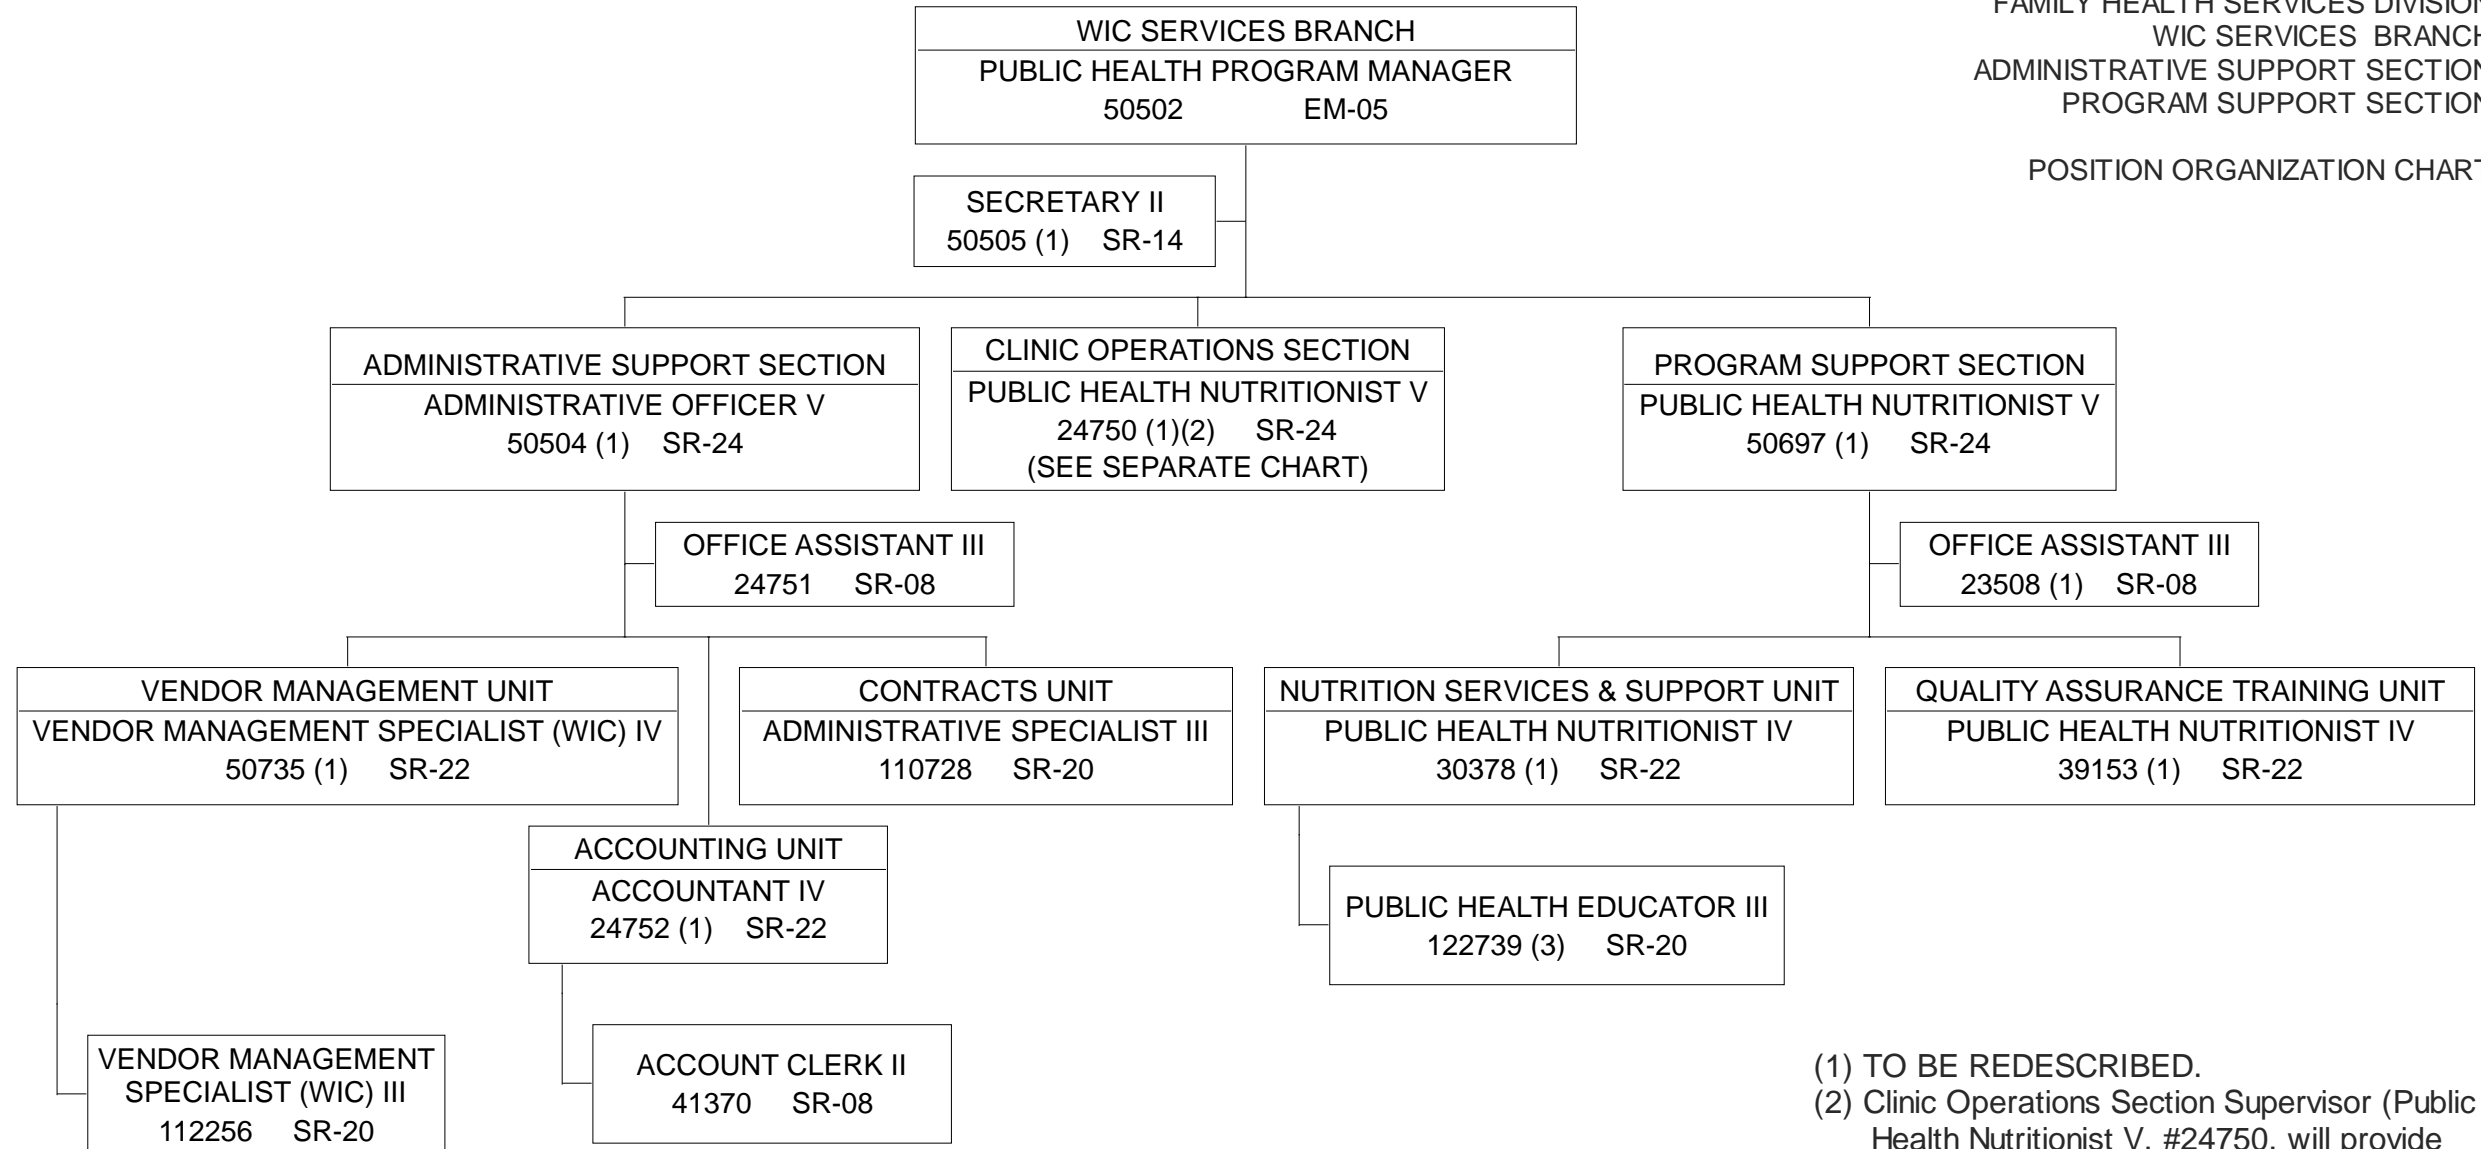 FAMILY HEALTH SERVICES DIVISION
WIC SERVICES BRANCH
ADMINISTRATIVE SUPPORT SECTION
PROGRAM SUPPORT SECTION
POSITION ORGANIZATION CHART
WIC SERVICES BRANCH
PUBLIC HEALTH PROGRAM MANAGER
50502 EM-05
SECRETARY II
50505 (1) SR-14
ADMINISTRATIVE SUPPORT SECTION
ADMINISTRATIVE OFFICER V
50504 (1) SR-24
CLINIC OPERATIONS SECTION
PUBLIC HEALTH NUTRITIONIST V
24750 (1)(2) SR-24
(SEE SEPARATE CHART)
PROGRAM SUPPORT SECTION
PUBLIC HEALTH NUTRITIONIST V
50697 (1) SR-24
OFFICE ASSISTANT III
24751 SR-08
OFFICE ASSISTANT III
23508 (1) SR-08
VENDOR MANAGEMENT UNIT
VENDOR MANAGEMENT SPECIALIST (WIC) IV
50735 (1) SR-22
CONTRACTS UNIT
ADMINISTRATIVE SPECIALIST III
110728 SR-20
NUTRITION SERVICES & SUPPORT UNIT
PUBLIC HEALTH NUTRITIONIST IV
30378 (1) SR-22
QUALITY ASSURANCE TRAINING UNIT
PUBLIC HEALTH NUTRITIONIST IV
39153 (1) SR-22
ACCOUNTING UNIT
ACCOUNTANT IV
24752 (1) SR-22
PUBLIC HEALTH EDUCATOR III
122739 (3) SR-20
VENDOR MANAGEMENT
SPECIALIST (WIC) III
112256 SR-20
ACCOUNT CLERK II
41370 SR-08
(1) TO BE REDESCRIBED.
(2) Clinic Operations Section Supervisor (Public
Health Nutritionist V, #24750, will provide